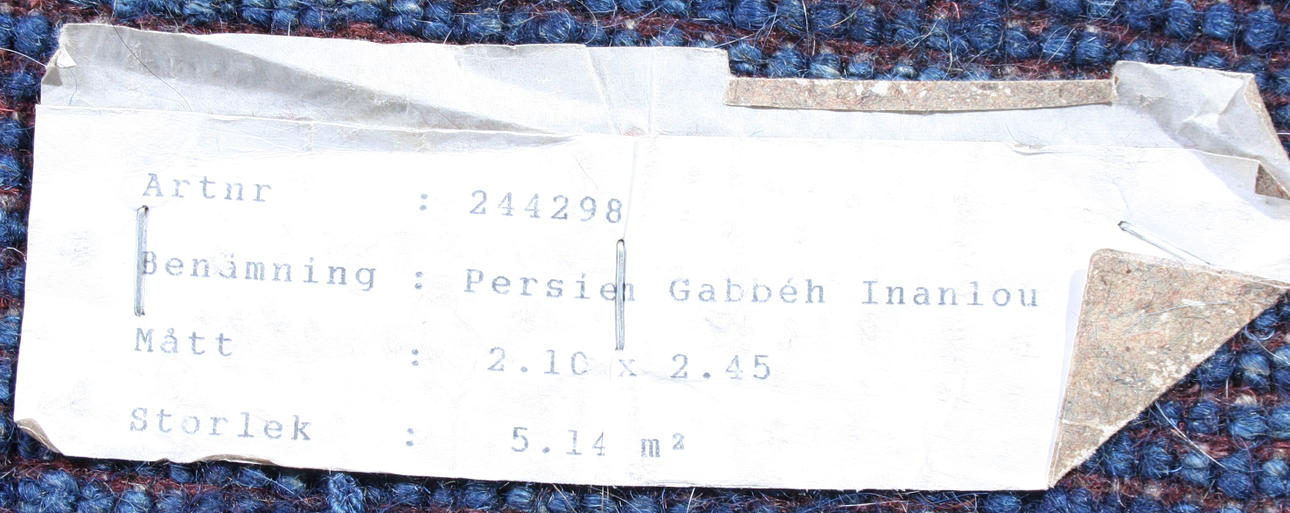 Artnr : 244298
Benämning : Persien Gabbéh Inanlou
Mått : 2.10 x 2.45
Storlek : 5.14 m²